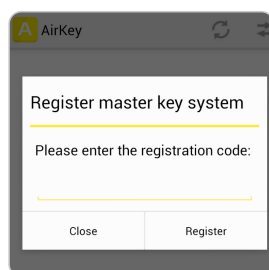 A AirKey
Register master key system
Please enter the registration code:
Close Register